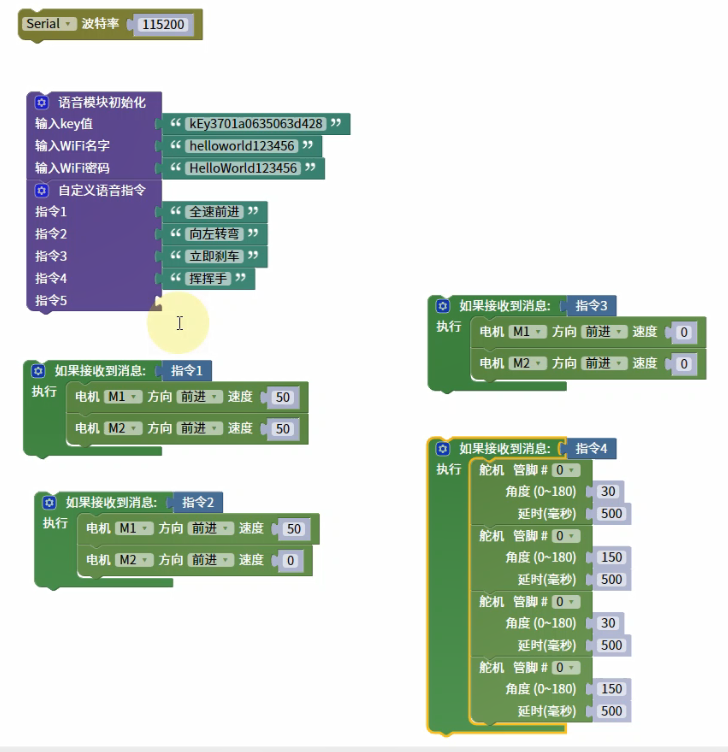 Serial 波特率 115200
语音模块初始化
输入key值 “ kEy3701a0635063d428 ”
输入WiFi名字 “ helloworld123456 ”
输入WiFi密码 “ HelloWorld123456 ”
自定义语音指令
指令1 “ 全速前进 ”
指令2 “ 向左转弯 ”
指令3 “ 立即刹车 ”
指令4 “ 挥挥手 ”
指令5
如果接收到消息: 指令1
执行 电机 M1 方向 前进 速度 50
电机 M2 方向 前进 速度 50
如果接收到消息: 指令2
执行 电机 M1 方向 前进 速度 50
电机 M2 方向 前进 速度 0
如果接收到消息: 指令3
执行 电机 M1 方向 前进 速度 0
电机 M2 方向 前进 速度 0
如果接收到消息: 指令4
执行 舵机 管脚 # 0
角度 (0~180) 30
延时(毫秒) 500
舵机 管脚 # 0
角度 (0~180) 150
延时(毫秒) 500
舵机 管脚 # 0
角度 (0~180) 30
延时(毫秒) 500
舵机 管脚 # 0
角度 (0~180) 150
延时(毫秒) 500